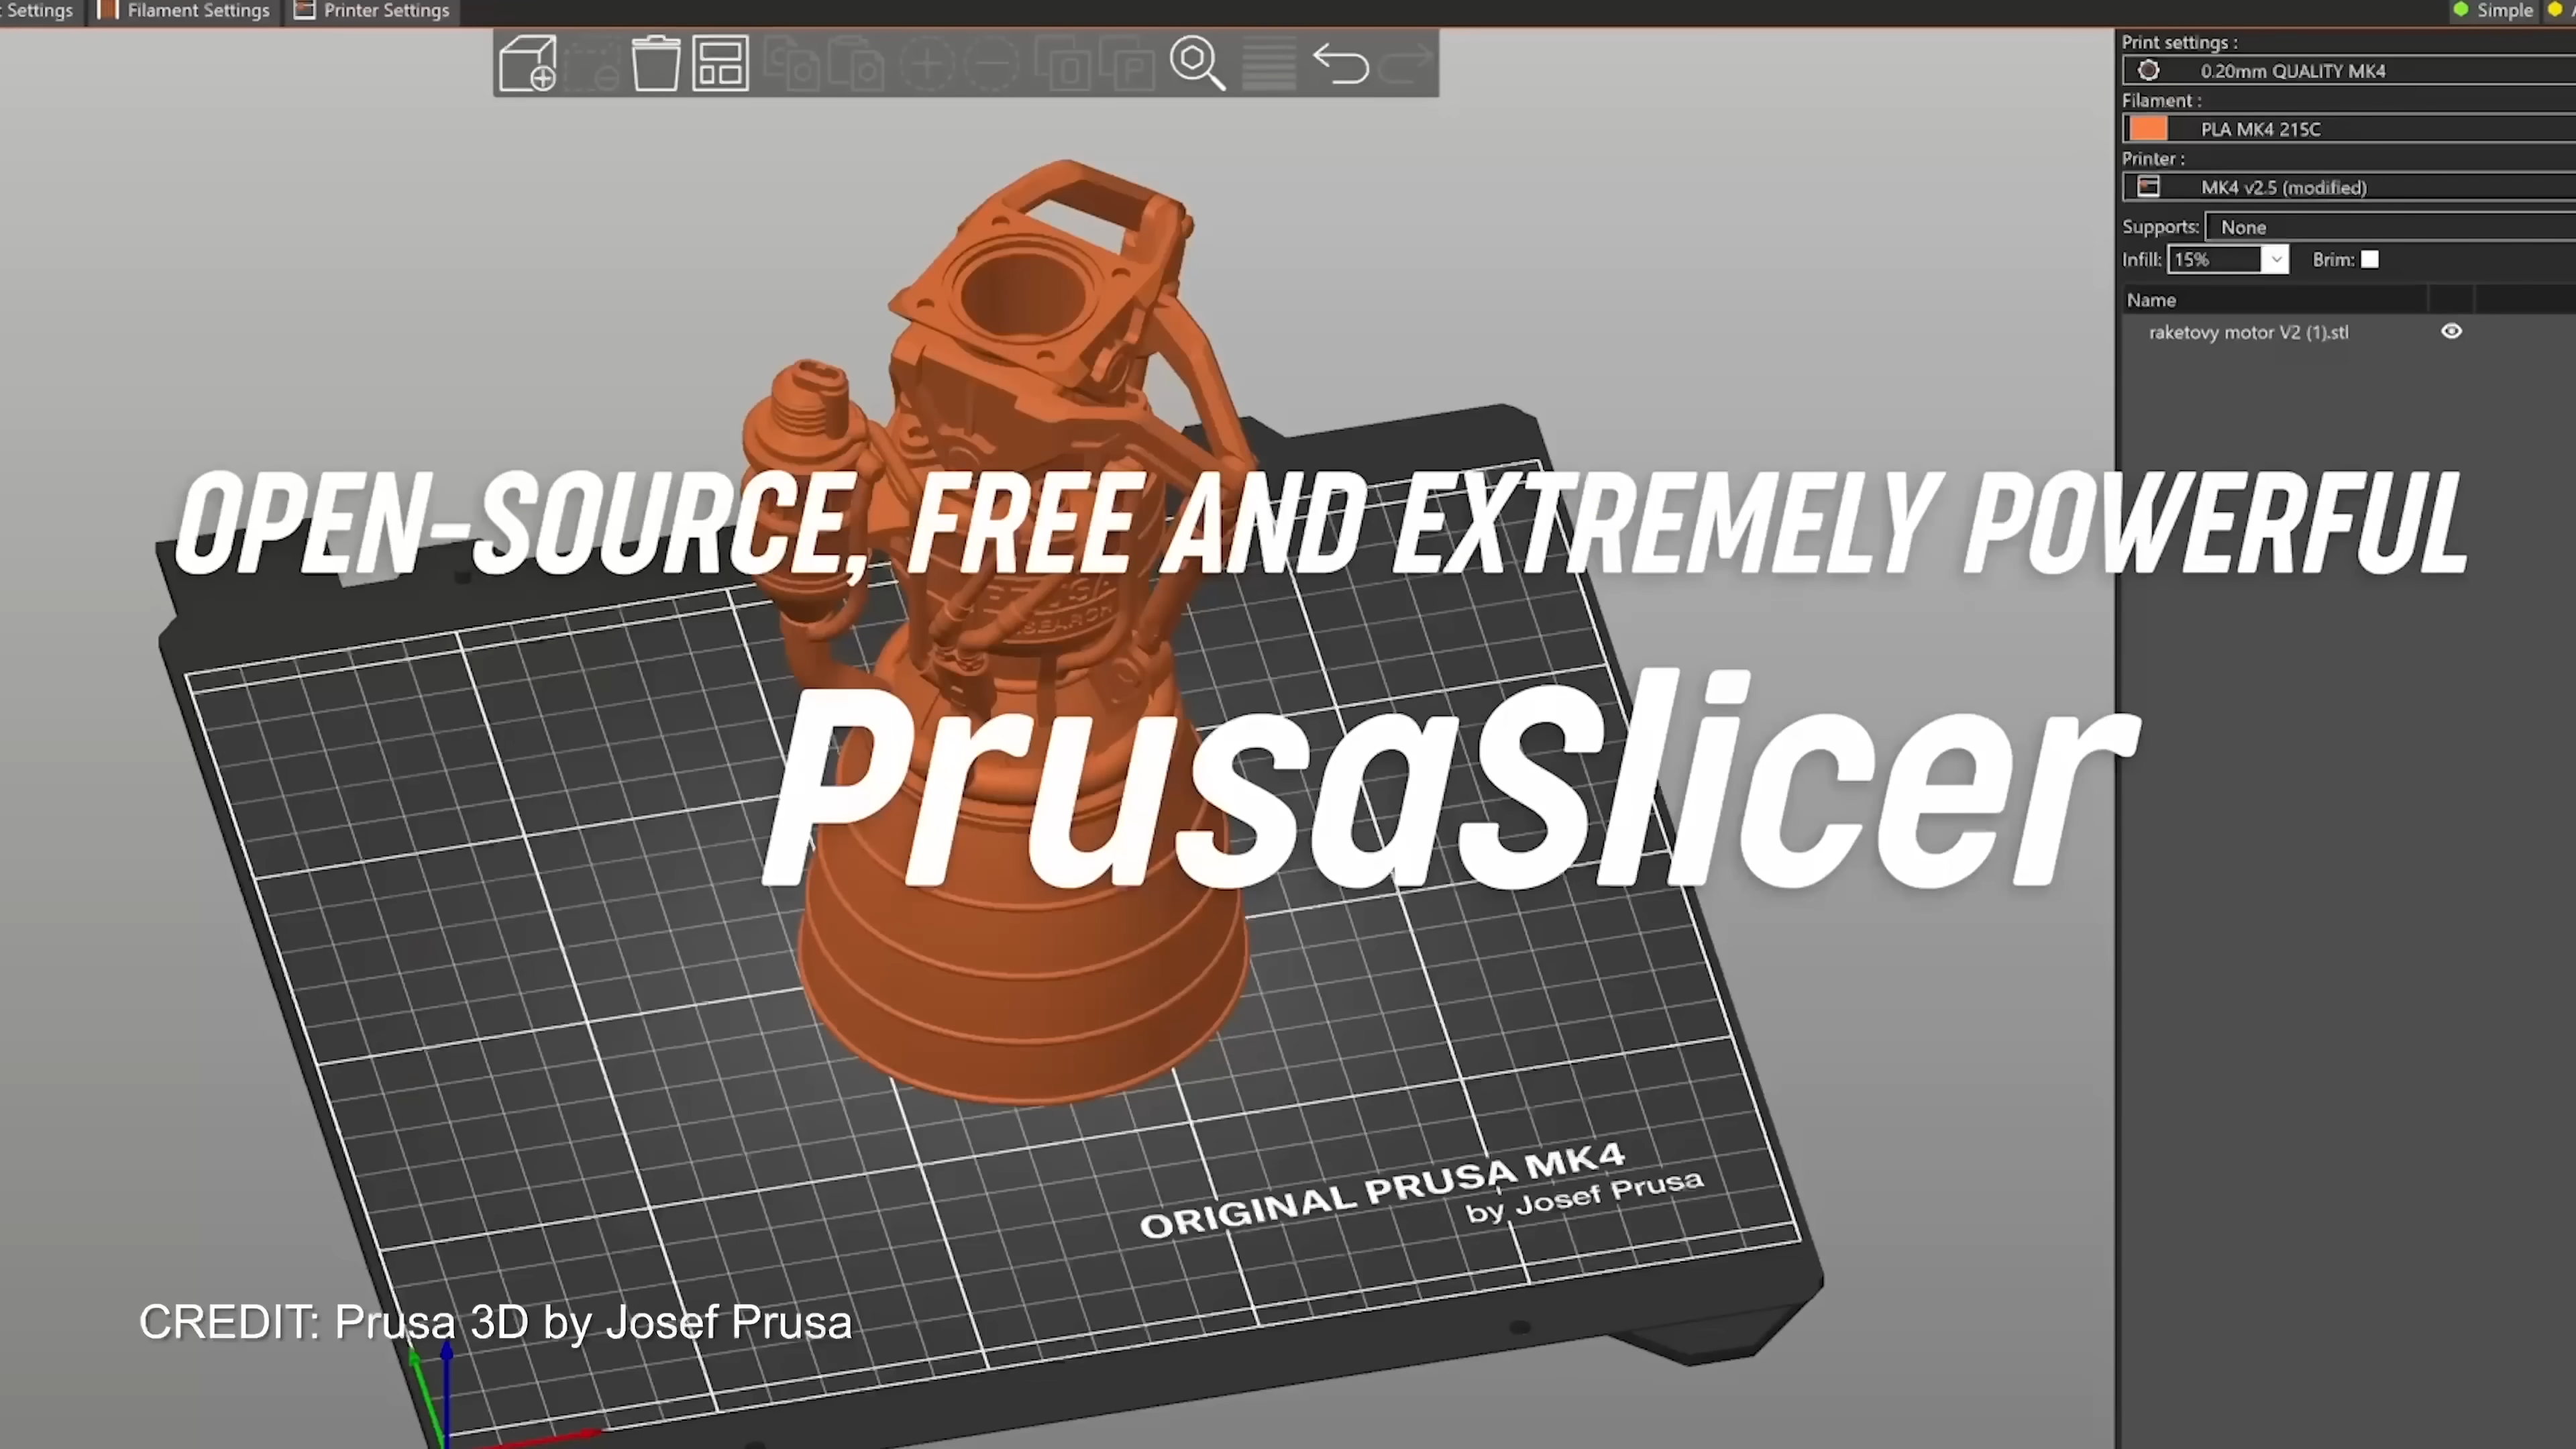 Settings
Filament Settings
Printer Settings
Simple
Print settings :
0.20mm QUALITY MK4
Filament :
PLA MK4 215C
Printer :
MK4 v2.5 (modified)
Supports: None
Infill: 15% Brim:
Name
raketovy motor V2 (1).stl
OPEN-SOURCE, FREE AND EXTREMELY POWERFUL
PrusaSlicer
ORIGINAL PRUSA MK4
by Josef Prusa
CREDIT: Prusa 3D by Josef Prusa